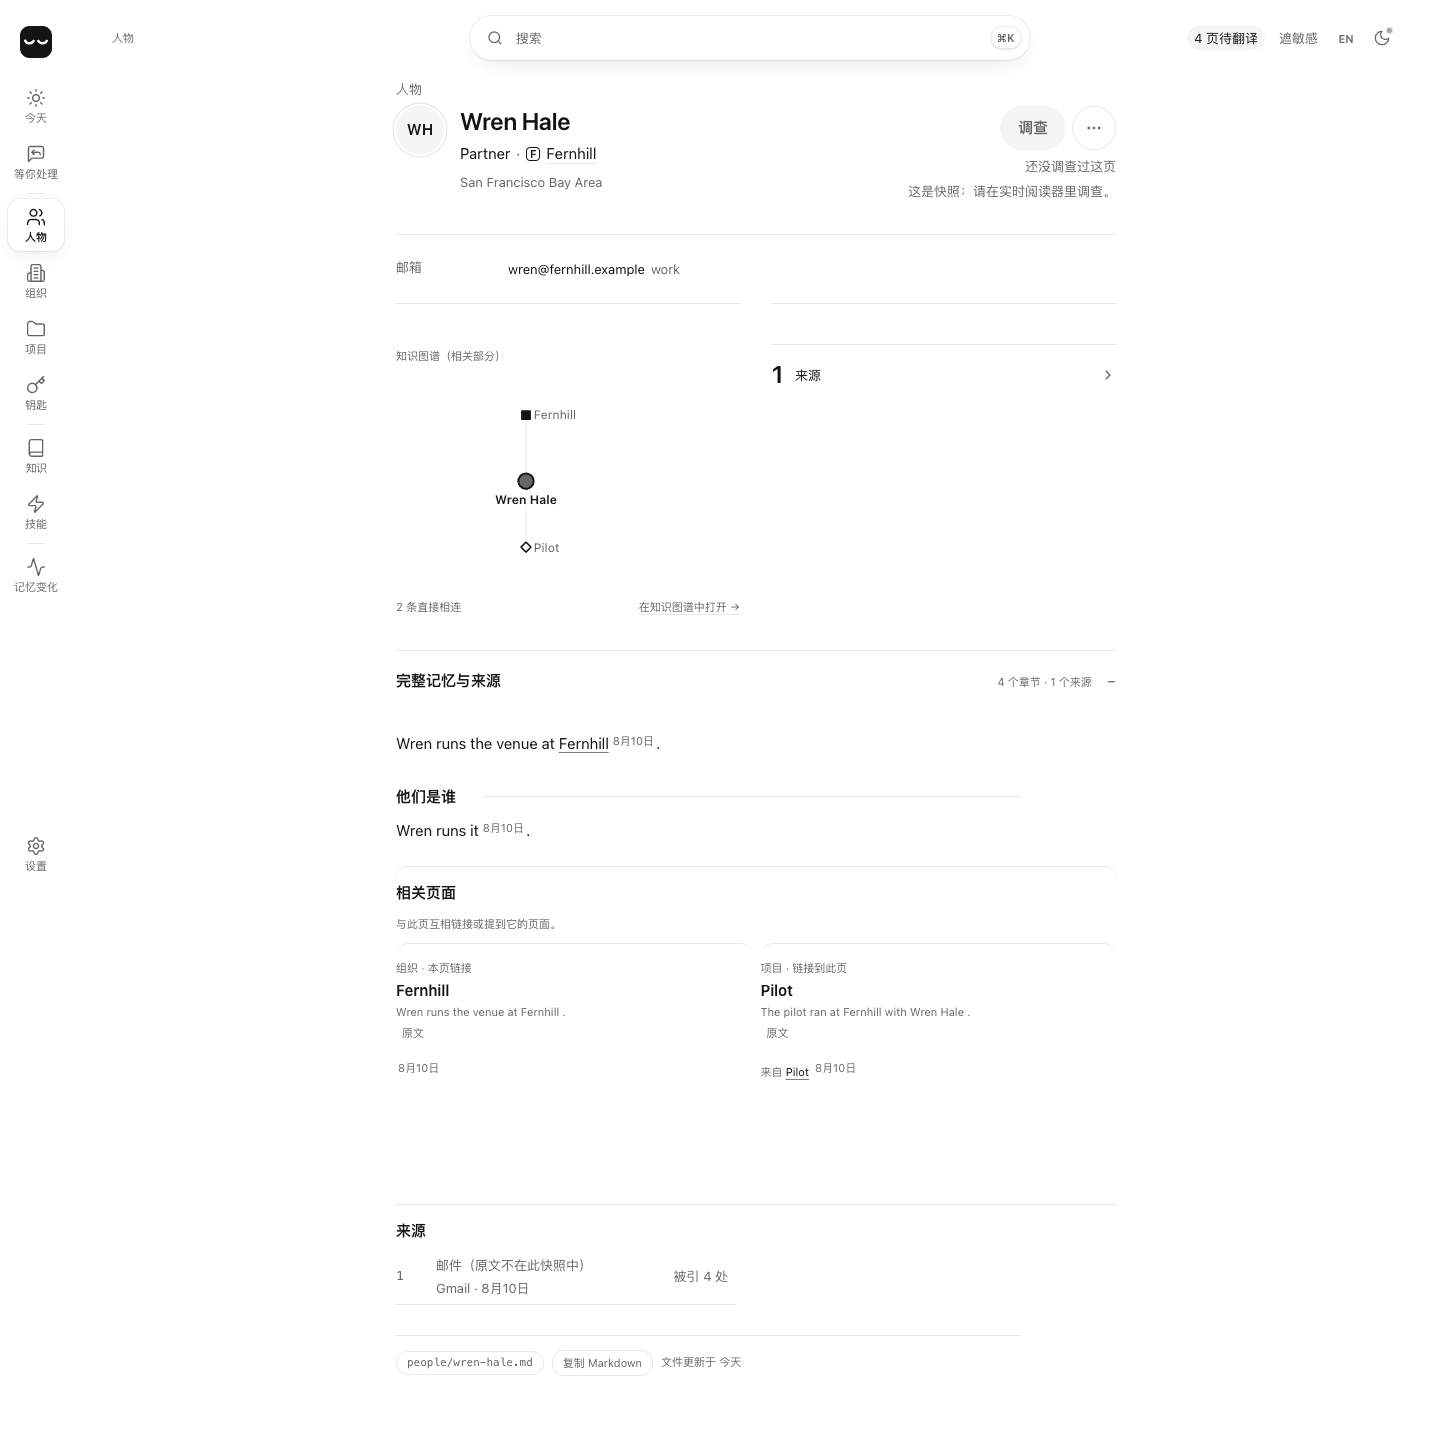 人物
搜索
⌘K
4 页待翻译
遮敏感
EN
今天
等你处理
人物
组织
项目
钥匙
知识
技能
记忆变化
设置
人物
WH
Wren Hale
Partner · F Fernhill
San Francisco Bay Area
调查
还没调查过这页
这是快照：请在实时阅读器里调查。
邮箱
wren@fernhill.example work
知识图谱（相关部分）
Fernhill
Wren Hale
Pilot
2 条直接相连
在知识图谱中打开 →
1 来源
完整记忆与来源
4 个章节 · 1 个来源 −
Wren runs the venue at Fernhill 8月10日 .
他们是谁
Wren runs it 8月10日 .
相关页面
与此页互相链接或提到它的页面。
组织 · 本页链接
Fernhill
Wren runs the venue at Fernhill .
原文
8月10日
项目 · 链接到此页
Pilot
The pilot ran at Fernhill with Wren Hale .
原文
来自 Pilot 8月10日
来源
1
邮件（原文不在此快照中）
Gmail · 8月10日
被引 4 处
people/wren-hale.md
复制 Markdown
文件更新于 今天